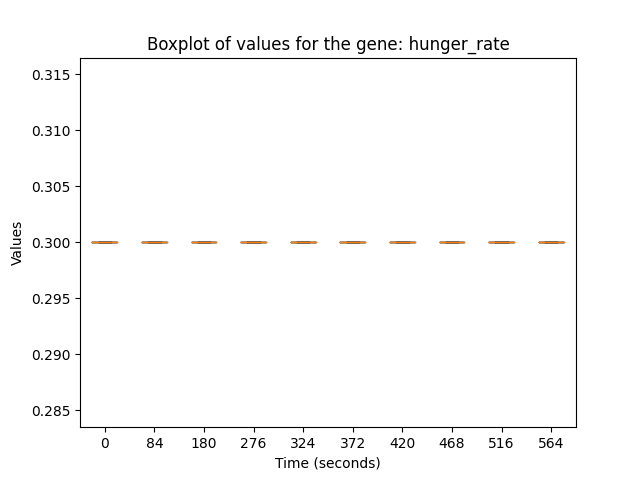 Boxplot of values for the gene: hunger_rate
0.315
0.310
0.305
0.300
0.295
0.290
0.285
Values
0 84 180 276 324 372 420 468 516 564
Time (seconds)